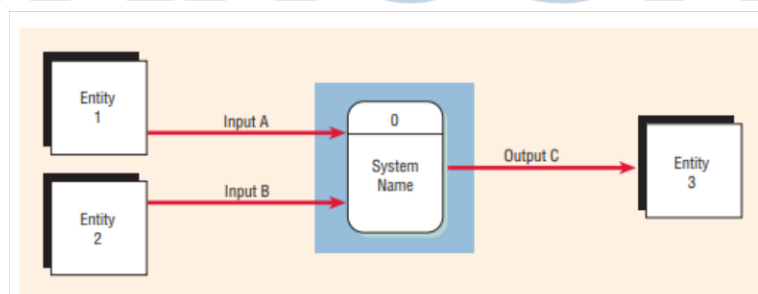 Entity
1
Input A
0
System
Name
Output C
Entity
3
Input B
Entity
2